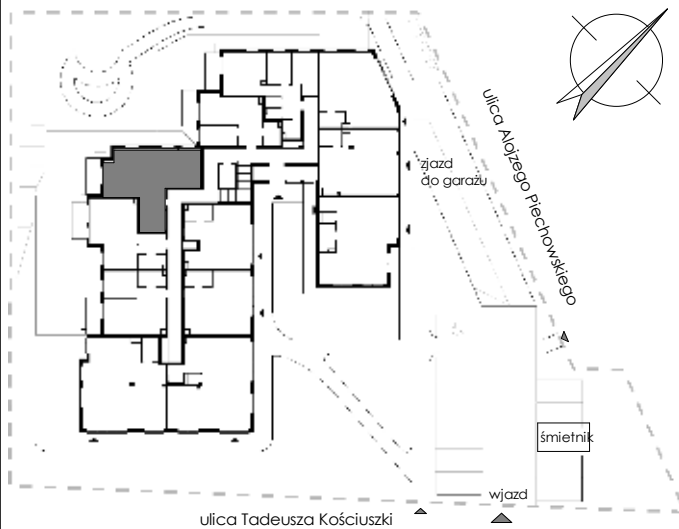 ulica Alojzego Piechowskiego
zjazd
do garażu
śmietnik
wjazd
ulica Tadeusza Kościuszki